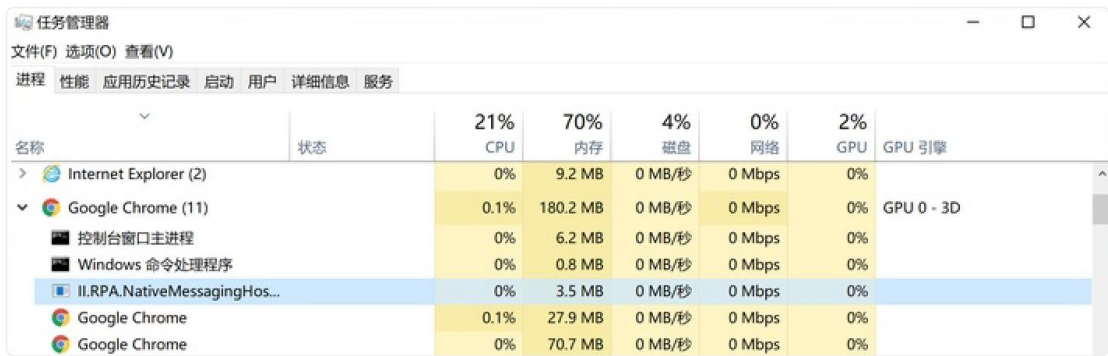 任务管理器
文件(F) 选项(O) 查看(V)
进程 性能 应用历史记录 启动 用户 详细信息 服务
21% 70% 4% 0% 2%
名称 状态 CPU 内存 磁盘 网络 GPU GPU 引擎
Internet Explorer (2) 0% 9.2 MB 0 MB/秒 0 Mbps 0%
Google Chrome (11) 0.1% 180.2 MB 0 MB/秒 0 Mbps 0% GPU 0 - 3D
控制台窗口主进程 0% 6.2 MB 0 MB/秒 0 Mbps 0%
Windows 命令处理程序 0% 0.8 MB 0 MB/秒 0 Mbps 0%
II.RPA.NativeMessagingHos... 0% 3.5 MB 0 MB/秒 0 Mbps 0%
Google Chrome 0.1% 27.9 MB 0 MB/秒 0 Mbps 0%
Google Chrome 0% 70.7 MB 0 MB/秒 0 Mbps 0%